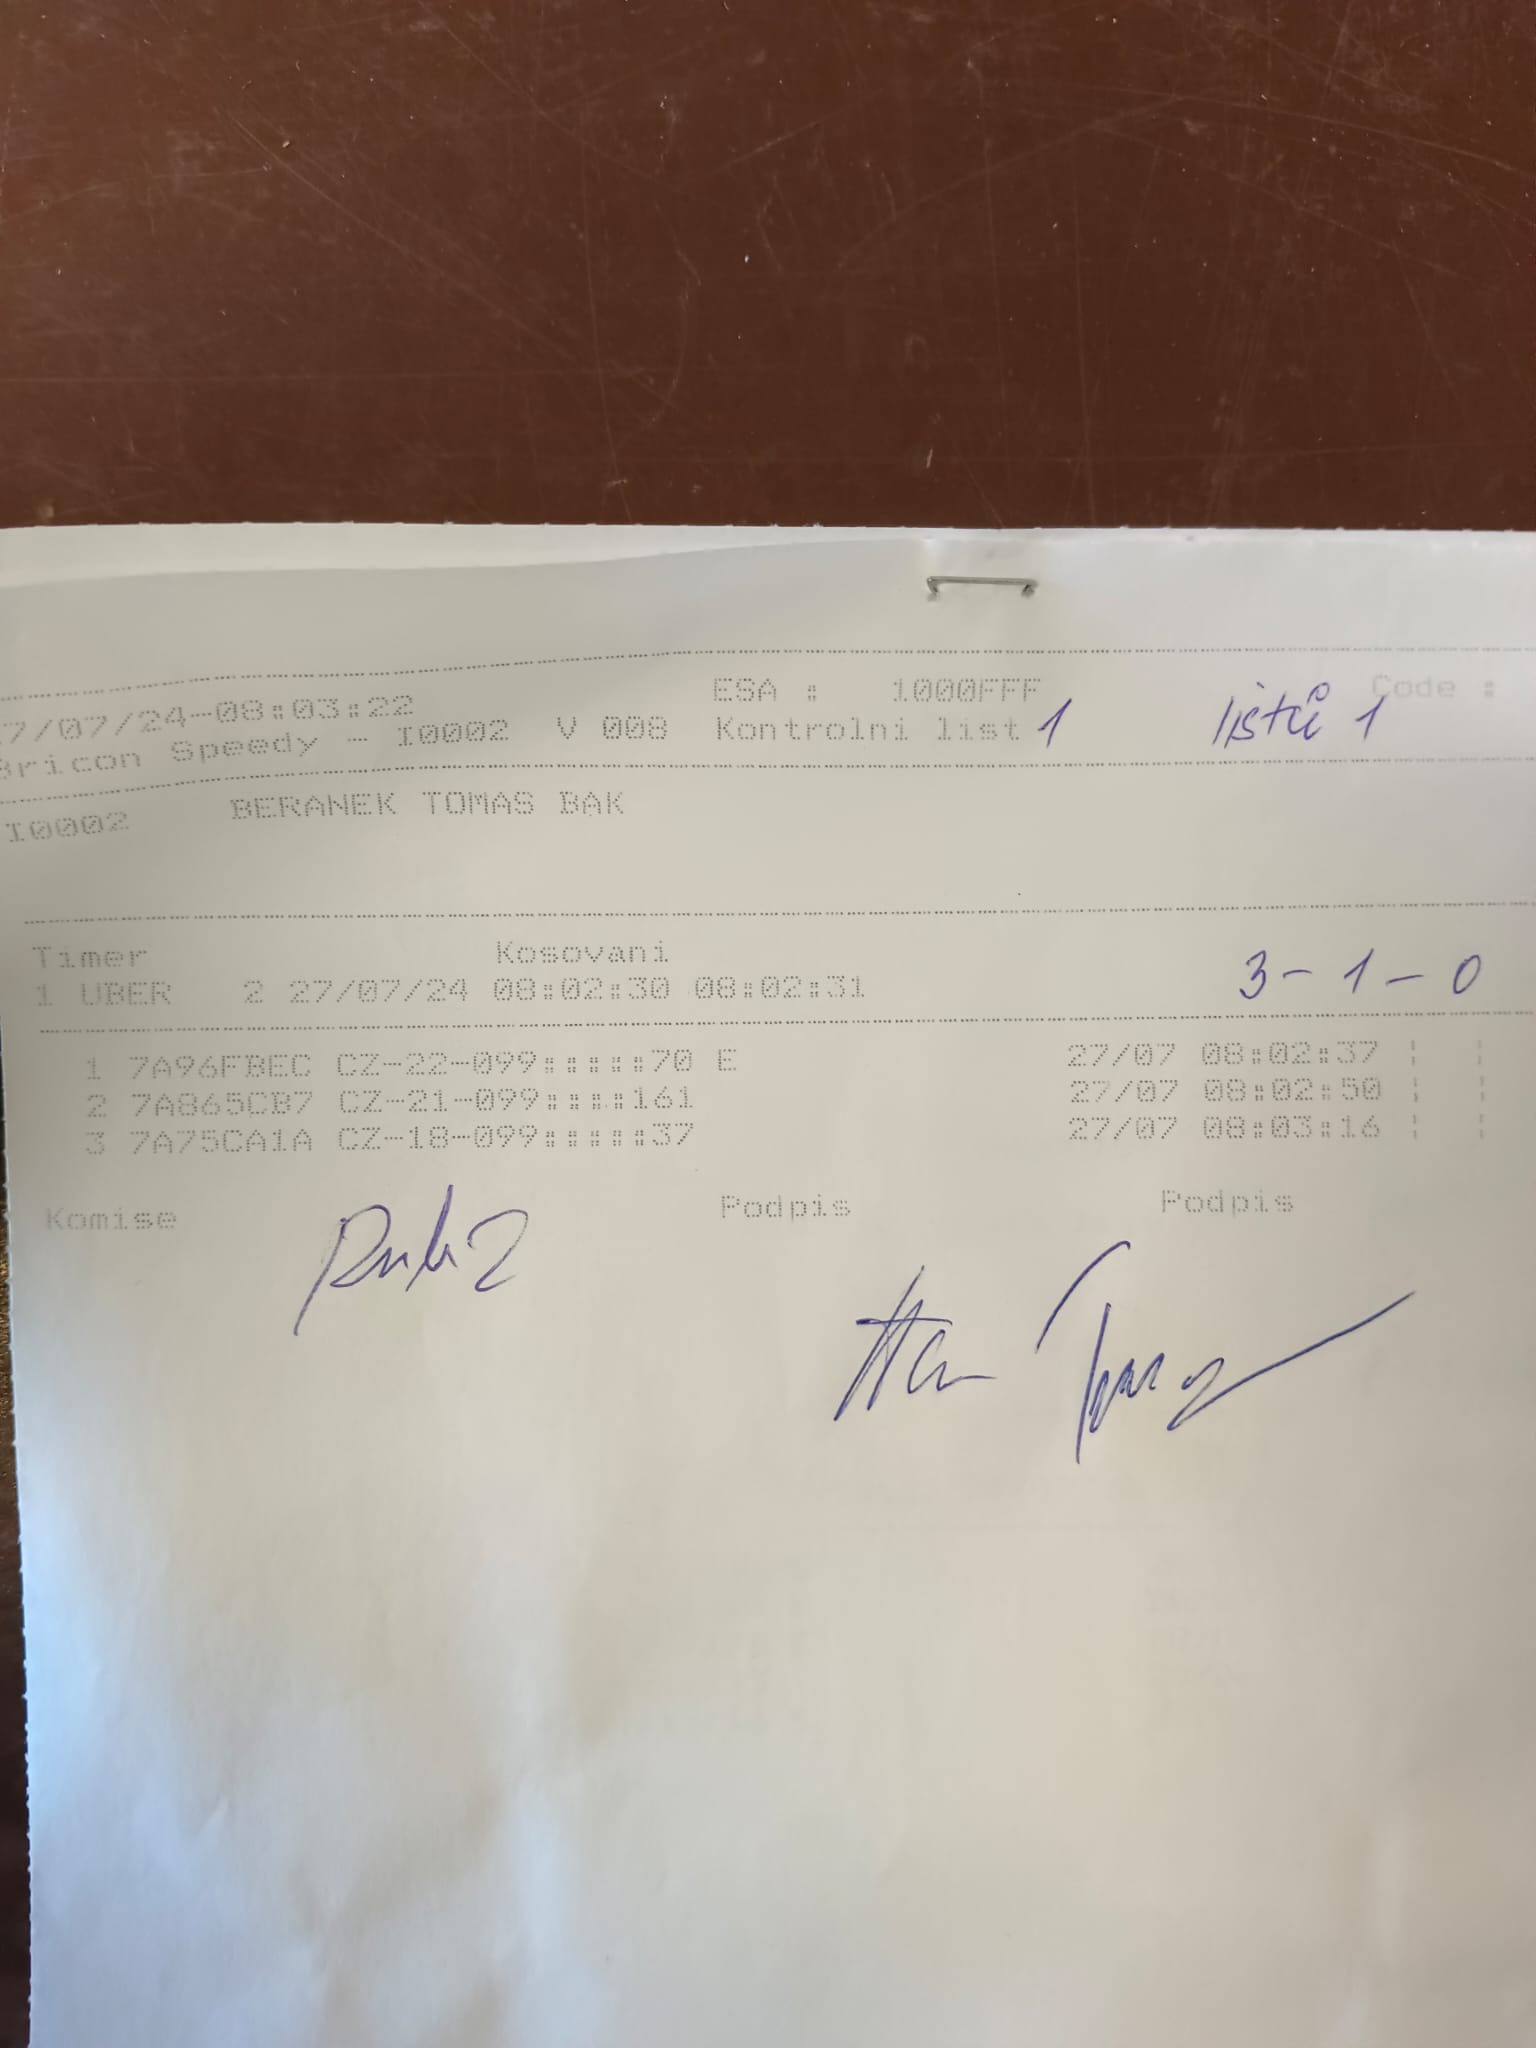 7/07/24-08:03:22 ESA : 1000FFF Code :
Bricon Speedy - I0002 V 008 Kontrolni list 1 listů 1
I0002 BERANEK TOMAS BAK
Timer Kosovani
1 UBER 2 27/07/24 08:02:30 08:02:31 3-1-0
1 7A96FBEC CZ-22-099:::::70 E 27/07 08:02:37 ¦ ¦
2 7A865CB7 CZ-21-099::::161 27/07 08:02:50 ¦ ¦
3 7A75CA1A CZ-18-099:::::37 27/07 08:03:16 ¦ ¦
Komise Podpis Podpis